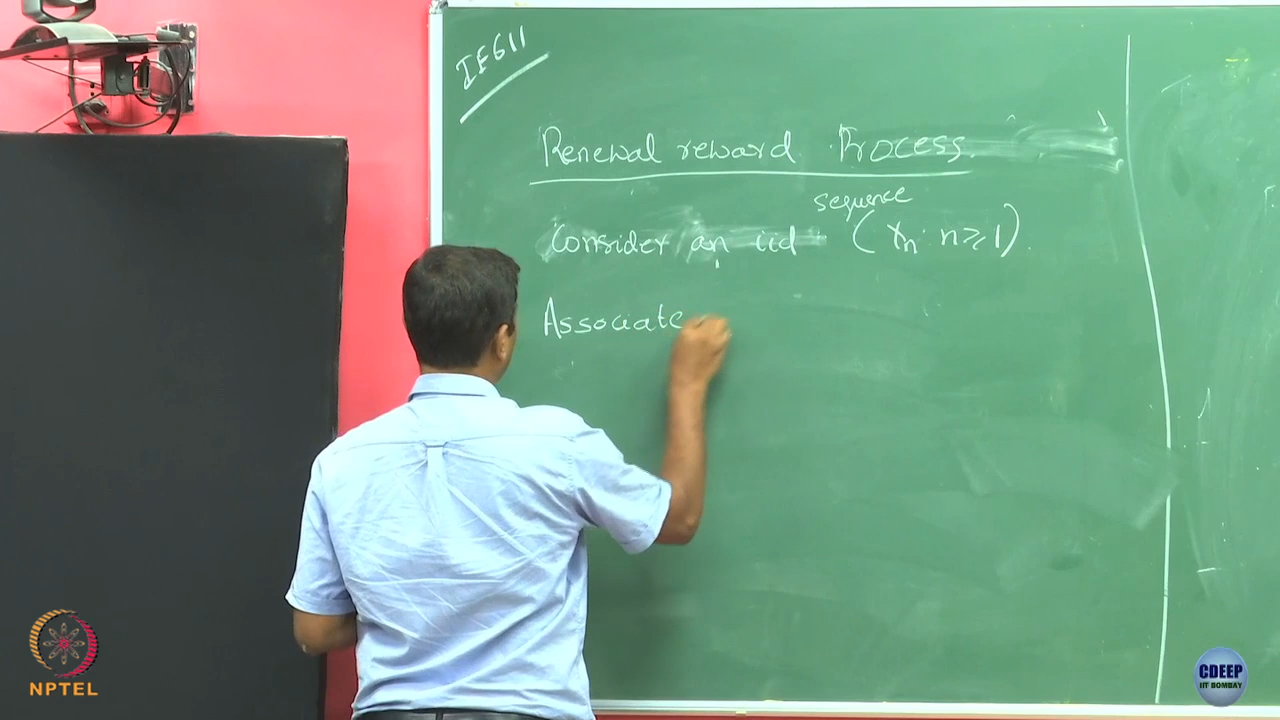 IE611
Renewal reward Process.
sequence
Consider an iid (Xn: n≥1).
Associate
NPTEL
CDEEP
IIT BOMBAY